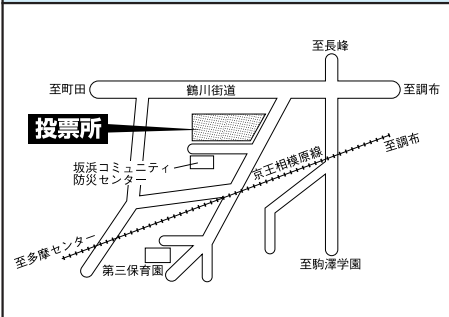 至長峰
至町田
鶴川街道
至調布
投票所
坂浜コミュニティ
防災センター
京王相模原線
至調布
至多摩センター
第三保育園
至駒澤学園